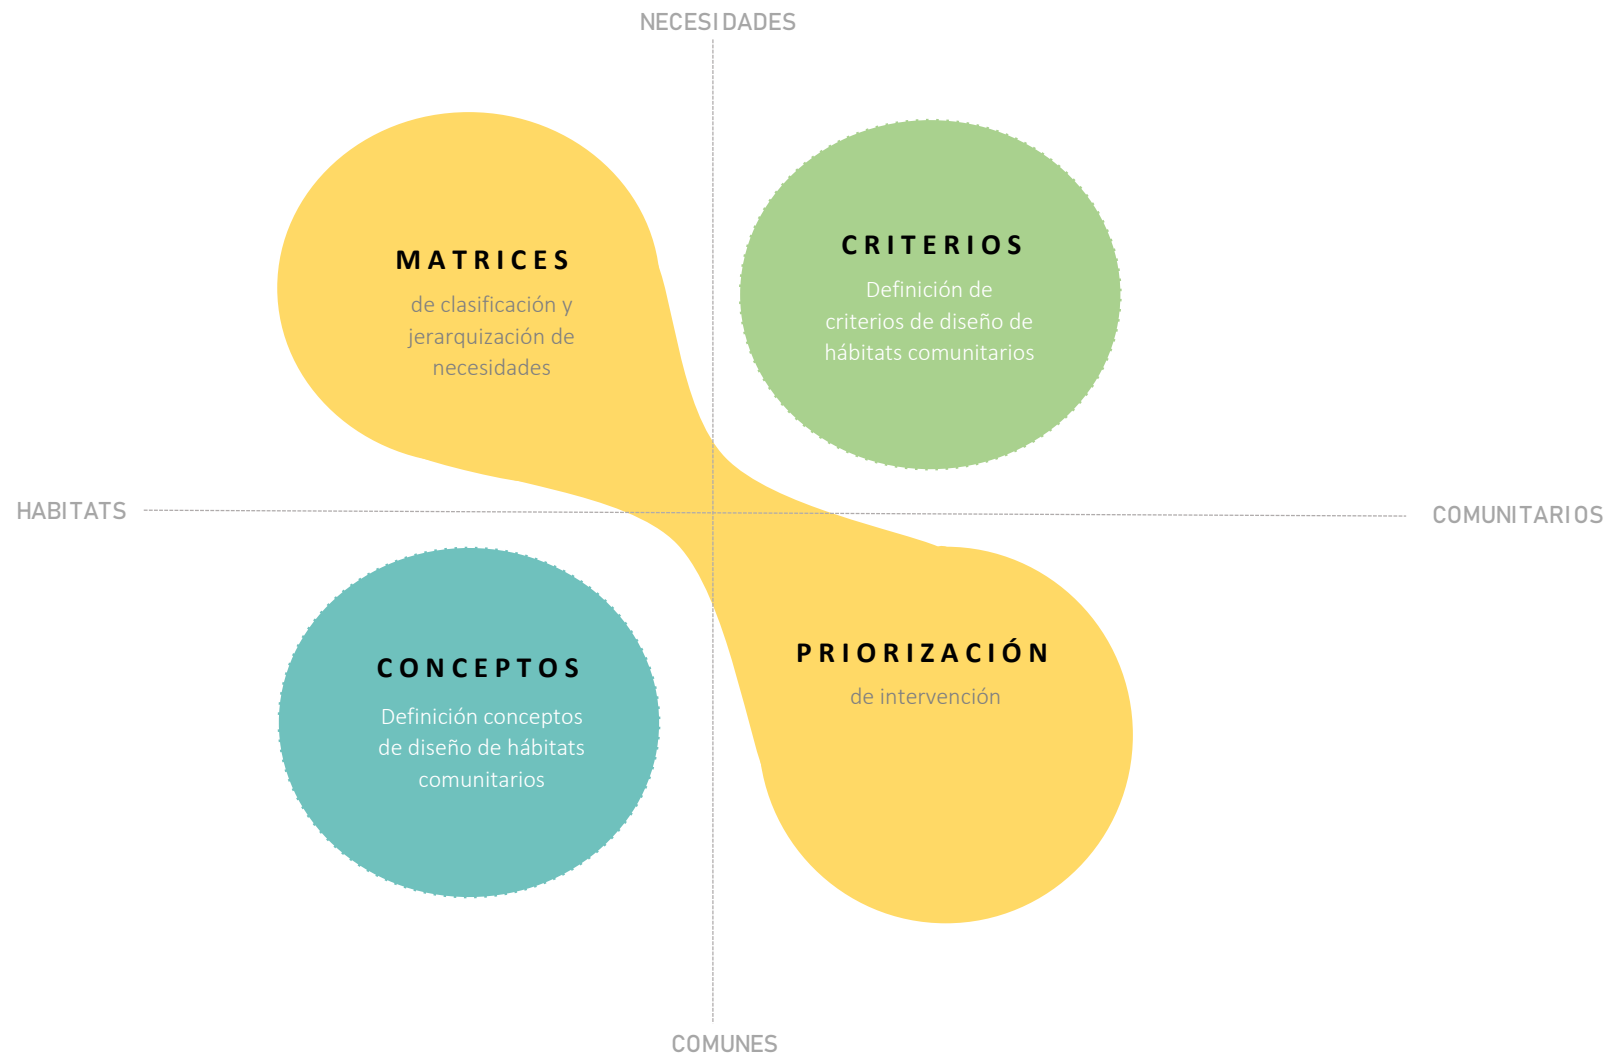 NECESIDADES
MATRICES
de clasificación y
jerarquización de
necesidades
CRITERIOS
Definición de
criterios de diseño de
hábitats comunitarios
HABITATS
COMUNITARIOS
CONCEPTOS
Definición conceptos
de diseño de hábitats
comunitarios
PRIORIZACIÓN
de intervención
COMUNES